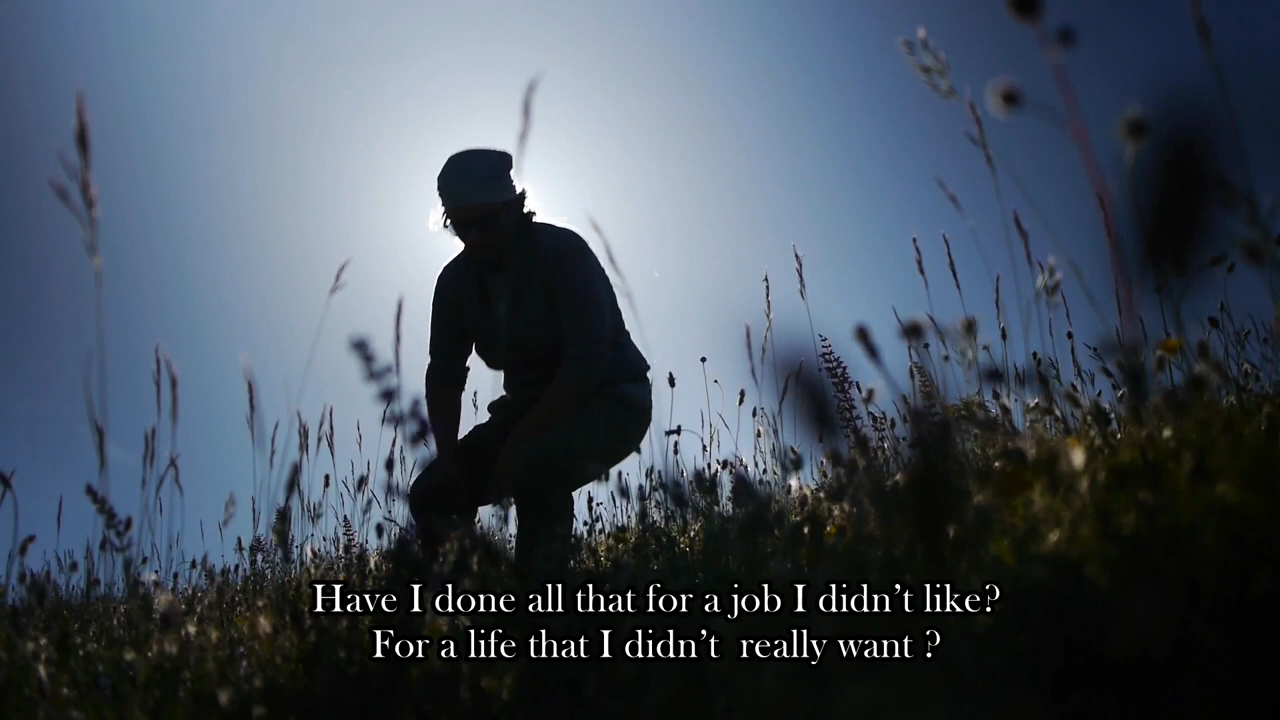 Have I done all that for a job I didn’t like?
For a life that I didn’t  really want ?